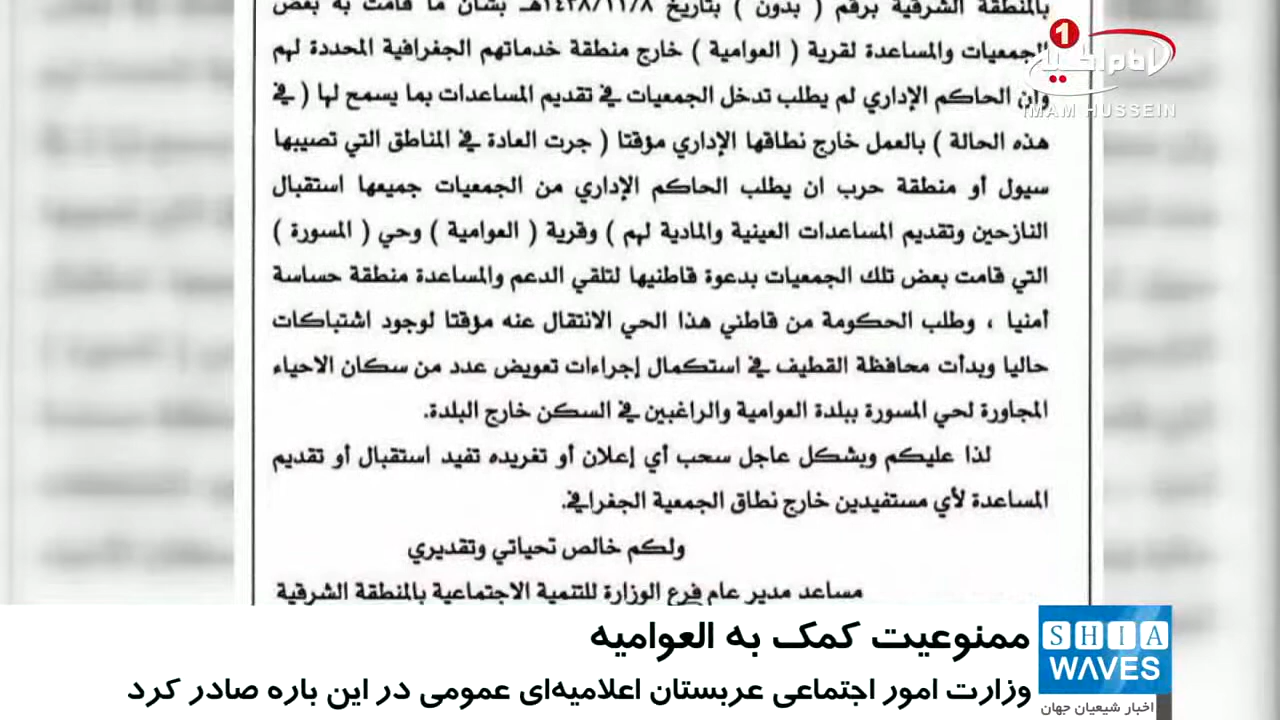 بالمنطقة الشرقية برقم ( بدون ) بتاريخ ١٤٣٨/١١/٨هـ بشأن ما قامت به بعض
الجمعيات والمساعدة لقرية ( العوامية ) خارج منطقة خدماتهم الجغرافية المحددة لهم
وان الحاكم الإداري لم يطلب تدخل الجمعيات في تقديم المساعدات بما يسمح لها ( في
هذه الحالة ) بالعمل خارج نطاقها الإداري مؤقتا ( جرت العادة في المناطق التي تصيبها
سيول أو منطقة حرب ان يطلب الحاكم الإداري من الجمعيات جميعها استقبال
النازحين وتقديم المساعدات العينية والمادية لهم ) وقرية ( العوامية ) وحي ( المسورة )
التي قامت بعض تلك الجمعيات بدعوة قاطنيها لتلقي الدعم والمساعدة منطقة حساسة
أمنيا ، وطلب الحكومة من قاطني هذا الحي الانتقال عنه مؤقتا لوجود اشتباكات
حاليا وبدأت محافظة القطيف في استكمال إجراءات تعويض عدد من سكان الاحياء
المجاورة لحي المسورة ببلدة العوامية والراغبين في السكن خارج البلدة.
لذا عليكم وبشكل عاجل سحب أي إعلان أو تغريده تفيد استقبال أو تقديم
المساعدة لأي مستفيدين خارج نطاق الجمعية الجغرافي.
ولكم خالص تحياتي وتقديري
مساعد مدير عام فرع الوزارة للتنمية الاجتماعية بالمنطقة الشرقية
1
IMAM HUSSEIN
ممنوعیت کمک به العوامیه
وزارت امور اجتماعی عربستان اعلامیه‌ای عمومی در این باره صادر کرد
SHIA
WAVES
اخبار شیعیان جهان